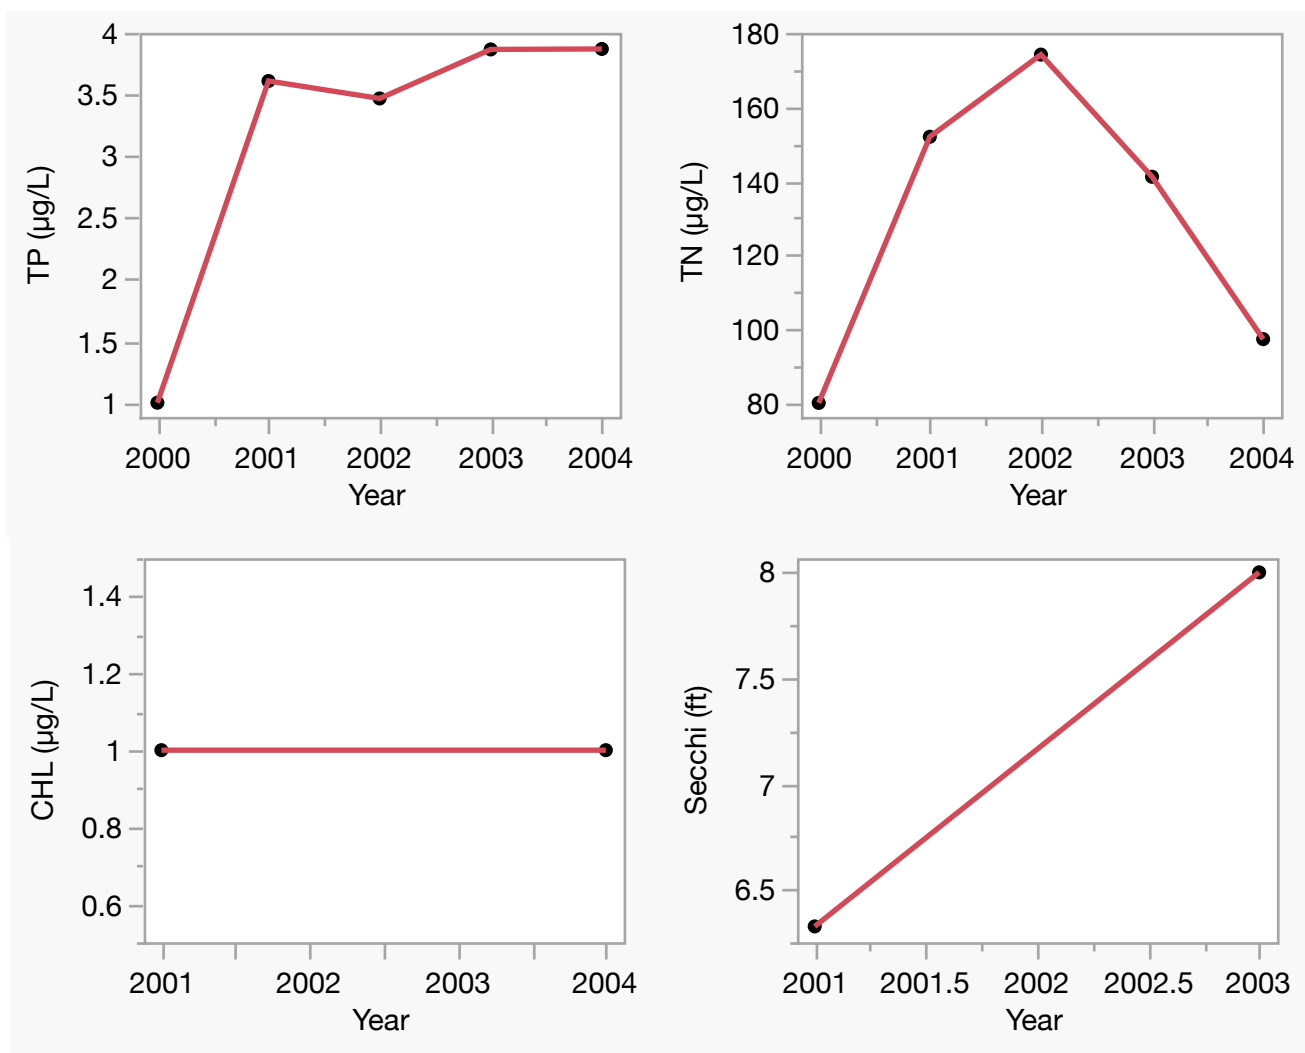 4
3.5
3
2.5
2
1.5
1
TP (µg/L)
2000 2001 2002 2003 2004
Year
180
160
140
120
100
80
TN (µg/L)
2000 2001 2002 2003 2004
Year
1.4
1.2
1
0.8
0.6
CHL (µg/L)
2001 2002 2003 2004
Year
8
7.5
7
6.5
Secchi (ft)
2001 2001.5 2002 2002.5 2003
Year